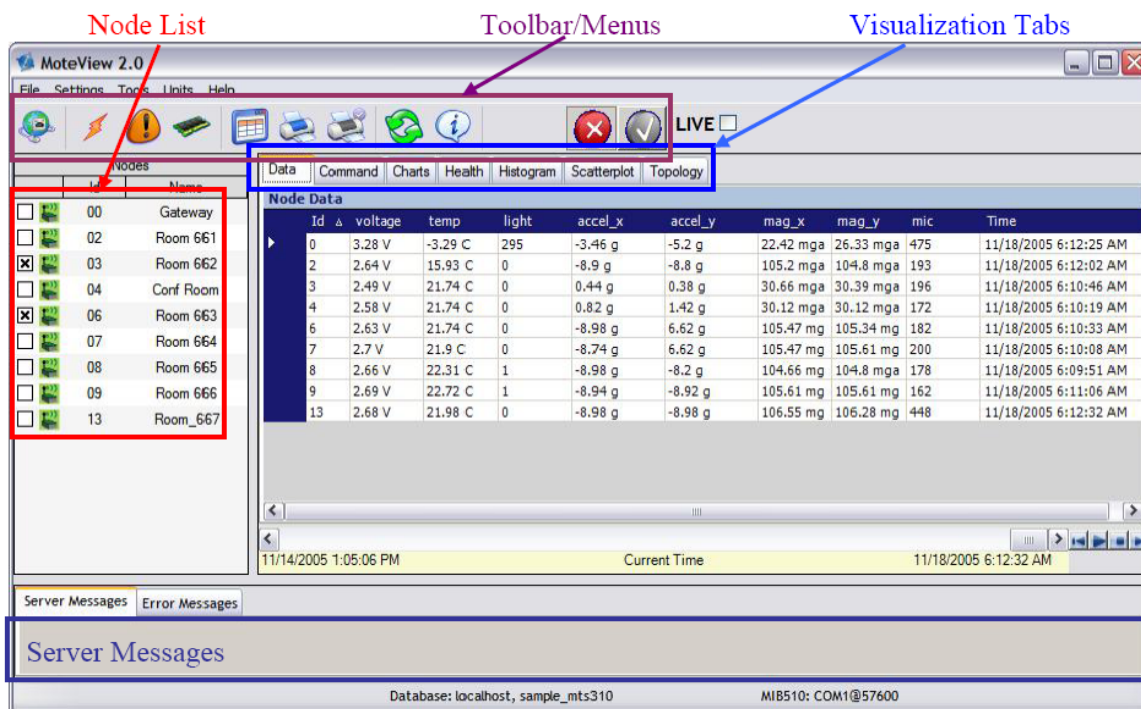 Node List Toolbar/Menus Visualization Tabs
MoteView 2.0
File Settings Tools Units Help
LIVE
Nodes
Id Name
00 Gateway
02 Room 661
03 Room 662
04 Conf Room
06 Room 663
07 Room 664
08 Room 665
09 Room 666
13 Room_667
Data Command Charts Health Histogram Scatterplot Topology
Node Data
Id voltage temp light accel_x accel_y mag_x mag_y mic Time
0 3.28 V -3.29 C 295 -3.46 g -5.2 g 22.42 mga 26.33 mga 475 11/18/2005 6:12:25 AM
2 2.64 V 15.93 C 0 -8.9 g -8.8 g 105.2 mga 104.8 mga 193 11/18/2005 6:12:02 AM
3 2.49 V 21.74 C 0 0.44 g 0.38 g 30.66 mga 30.39 mga 196 11/18/2005 6:10:46 AM
4 2.58 V 21.74 C 0 0.82 g 1.42 g 30.12 mga 30.12 mga 172 11/18/2005 6:10:19 AM
6 2.63 V 21.74 C 0 -8.98 g 6.62 g 105.47 mg 105.34 mg 182 11/18/2005 6:10:33 AM
7 2.7 V 21.9 C 0 -8.74 g 6.62 g 105.47 mg 105.61 mg 200 11/18/2005 6:10:08 AM
8 2.66 V 22.31 C 1 -8.98 g -8.2 g 104.66 mg 104.8 mga 178 11/18/2005 6:09:51 AM
9 2.69 V 22.72 C 1 -8.94 g -8.92 g 105.61 mg 105.61 mg 162 11/18/2005 6:11:06 AM
13 2.68 V 21.98 C 0 -8.98 g -8.98 g 106.55 mg 106.28 mg 448 11/18/2005 6:12:32 AM
11/14/2005 1:05:06 PM Current Time 11/18/2005 6:12:32 AM
Server Messages Error Messages
Server Messages
Database: localhost, sample_mts310 MIB510: COM1@57600